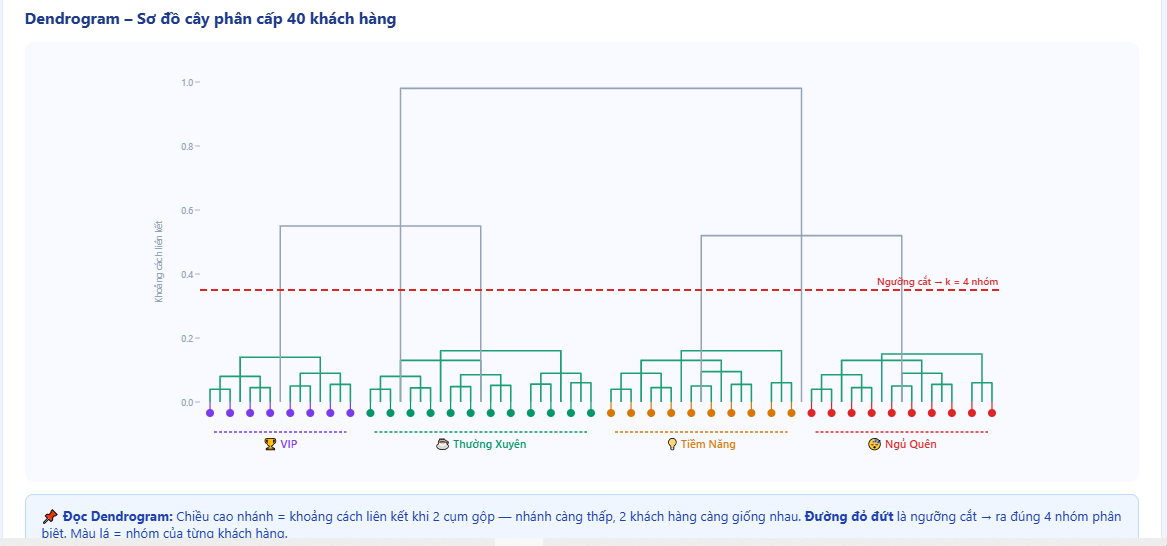 Dendrogram – Sơ đồ cây phân cấp 40 khách hàng
1.0
0.8
0.6
0.4
0.2
0.0
Khoảng cách liên kết
Ngưỡng cắt → k = 4 nhóm
🏆 VIP
☕ Thường Xuyên
💡 Tiềm Năng
😴 Ngủ Quên
📌 Đọc Dendrogram: Chiều cao nhánh = khoảng cách liên kết khi 2 cụm gộp — nhánh càng thấp, 2 khách hàng càng giống nhau. Đường đỏ đứt là ngưỡng cắt → ra đúng 4 nhóm phân
biệt. Màu lá = nhóm của từng khách hàng.